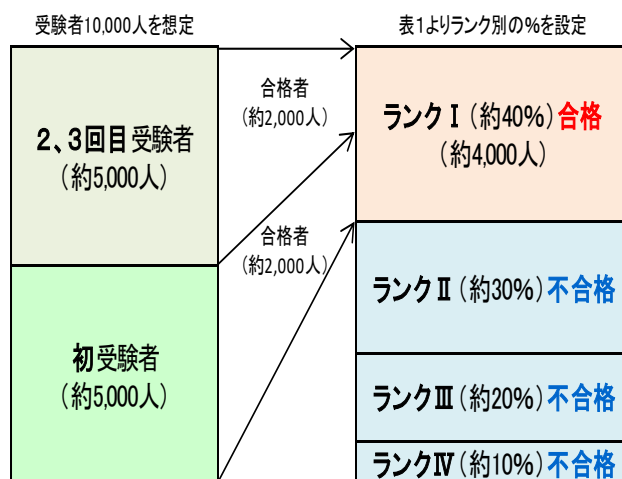 受験者10,000人を想定
表1よりランク別の%を設定
2、3回目受験者
(約5,000人)
初受験者
(約5,000人)
合格者
(約2,000人)
合格者
(約2,000人)
ランクⅠ(約40%)合格
(約4,000人)
ランクⅡ(約30%)不合格
ランクⅢ(約20%)不合格
ランクⅣ(約10%)不合格